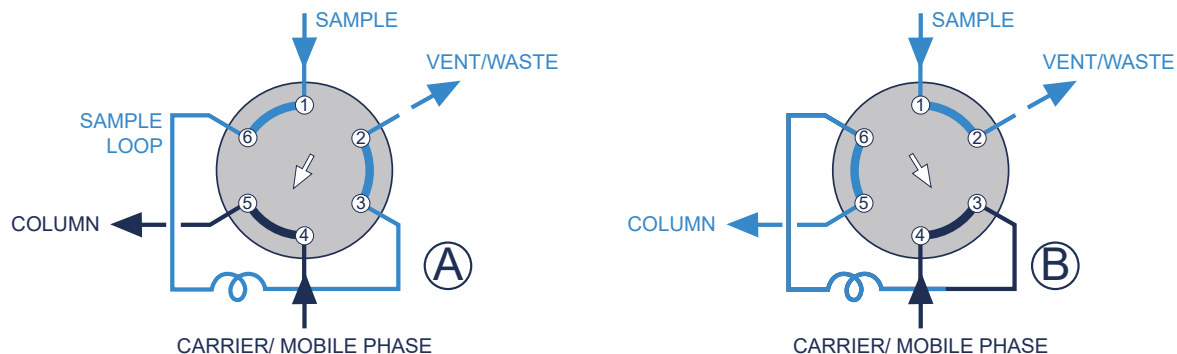 SAMPLE
VENT/WASTE
1
2
6
SAMPLE
LOOP
5
3
4
COLUMN
A
CARRIER/ MOBILE PHASE
SAMPLE
VENT/WASTE
1
2
6
5
3
4
COLUMN
B
CARRIER/ MOBILE PHASE